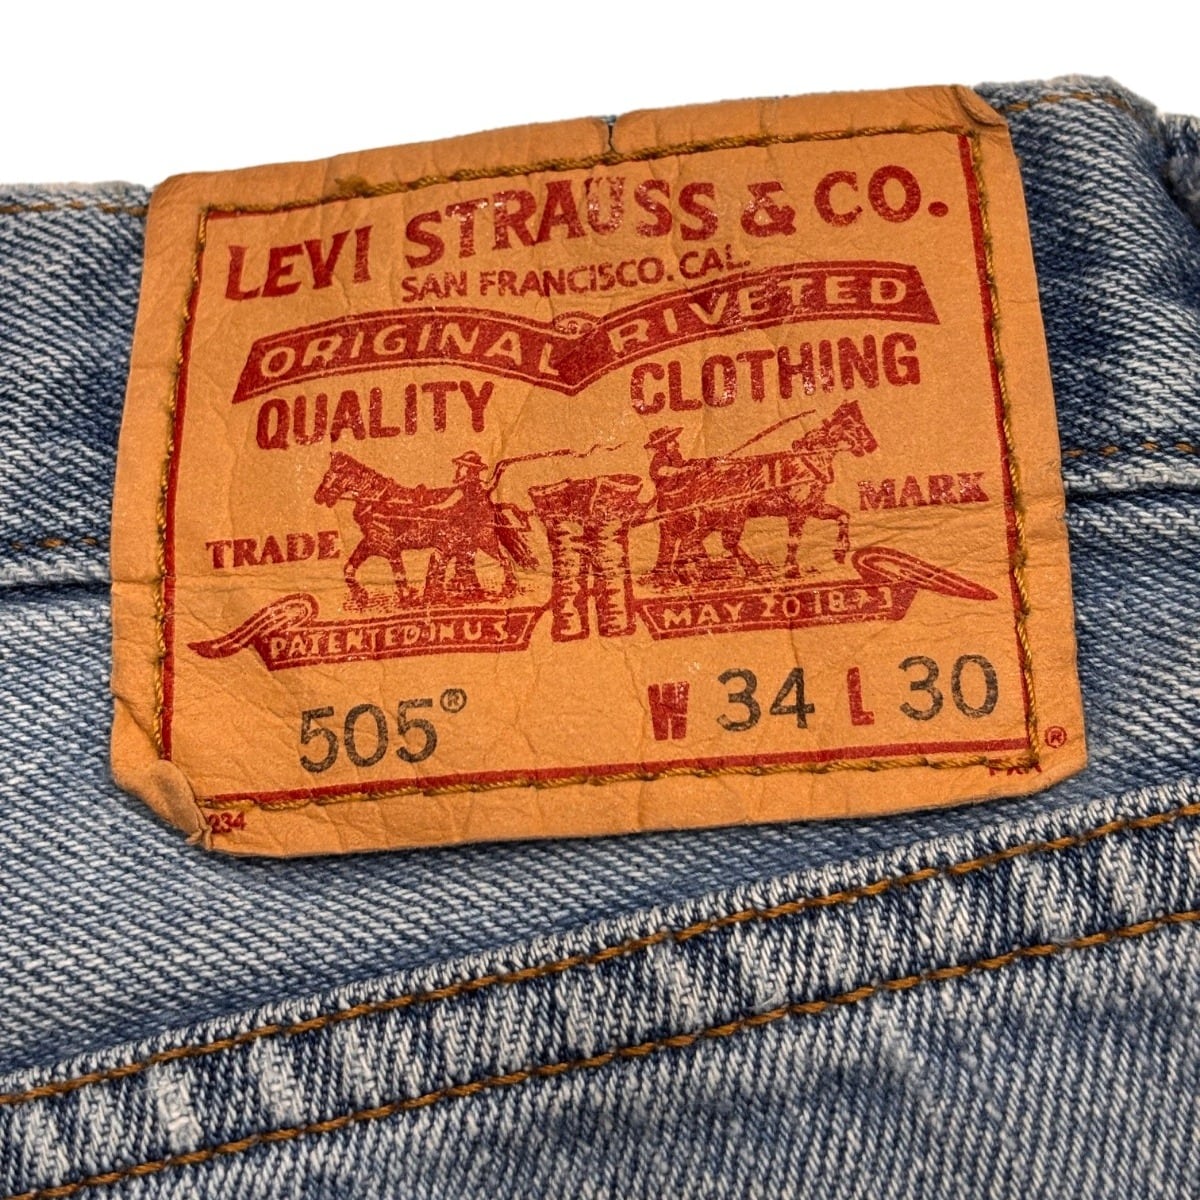 LEVI STRAUSS & CO.
SAN FRANCISCO. CAL.
ORIGINAL RIVETED
QUALITY CLOTHING
TRADE MARK
PATENTED IN U.S. MAY 20 1873
505® W 34 L 30
®
234